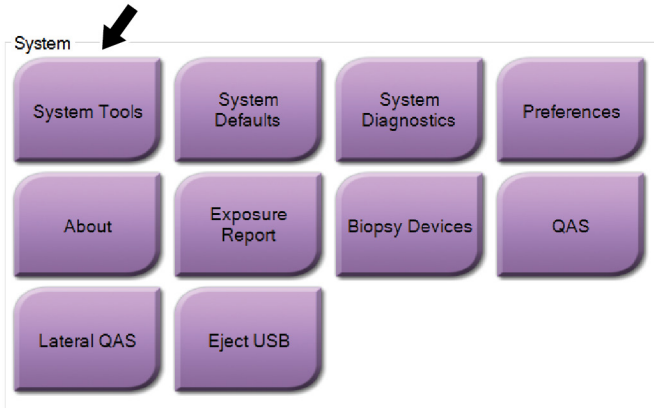 System
System Tools
System
Defaults
System
Diagnostics
Preferences
About
Exposure
Report
Biopsy Devices
QAS
Lateral QAS
Eject USB